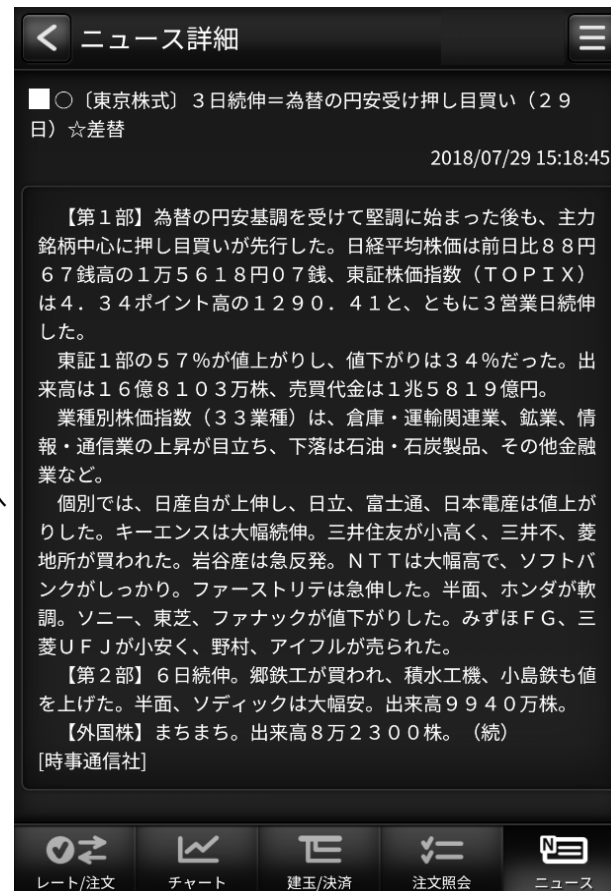 ニュース詳細
■○〔東京株式〕３日続伸＝為替の円安受け押し目買い（２９
日）☆差替
2018/07/29 15:18:45
【第１部】為替の円安基調を受けて堅調に始まった後も、主力
銘柄中心に押し目買いが先行した。日経平均株価は前日比８８円
６７銭高の１万５６１８円０７銭、東証株価指数（ＴＯＰＩＸ）
は４．３４ポイント高の１２９０．４１と、ともに３営業日続伸
した。
東証１部の５７％が値上がりし、値下がりは３４％だった。出
来高は１６億８１０３万株、売買代金は１兆５８１９億円。
業種別株価指数（３３業種）は、倉庫・運輸関連業、鉱業、情
報・通信業の上昇が目立ち、下落は石油・石炭製品、その他金融
業など。
個別では、日産自が上伸し、日立、富士通、日本電産は値上が
りした。キーエンスは大幅続伸。三井住友が小高く、三井不、菱
地所が買われた。岩谷産は急反発。ＮＴＴは大幅高で、ソフトバ
ンクがしっかり。ファーストリテは急伸した。半面、ホンダが軟
調。ソニー、東芝、ファナックが値下がりした。みずほＦＧ、三
菱ＵＦＪが小安く、野村、アイフルが売られた。
【第２部】６日続伸。郷鉄工が買われ、積水工機、小島鉄も値
を上げた。半面、ソディックは大幅安。出来高９９４０万株。
【外国株】まちまち。出来高８万２３００株。（続）
[時事通信社]
レート/注文
チャート
建玉/決済
注文照会
ニュース